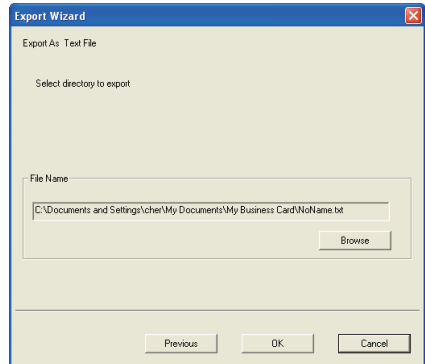 Export Wizard
Export As Text File
Select directory to export
File Name
C:\Documents and Settings\cher\My Documents\My Business Card\NoName.txt
Browse
Previous
OK
Cancel